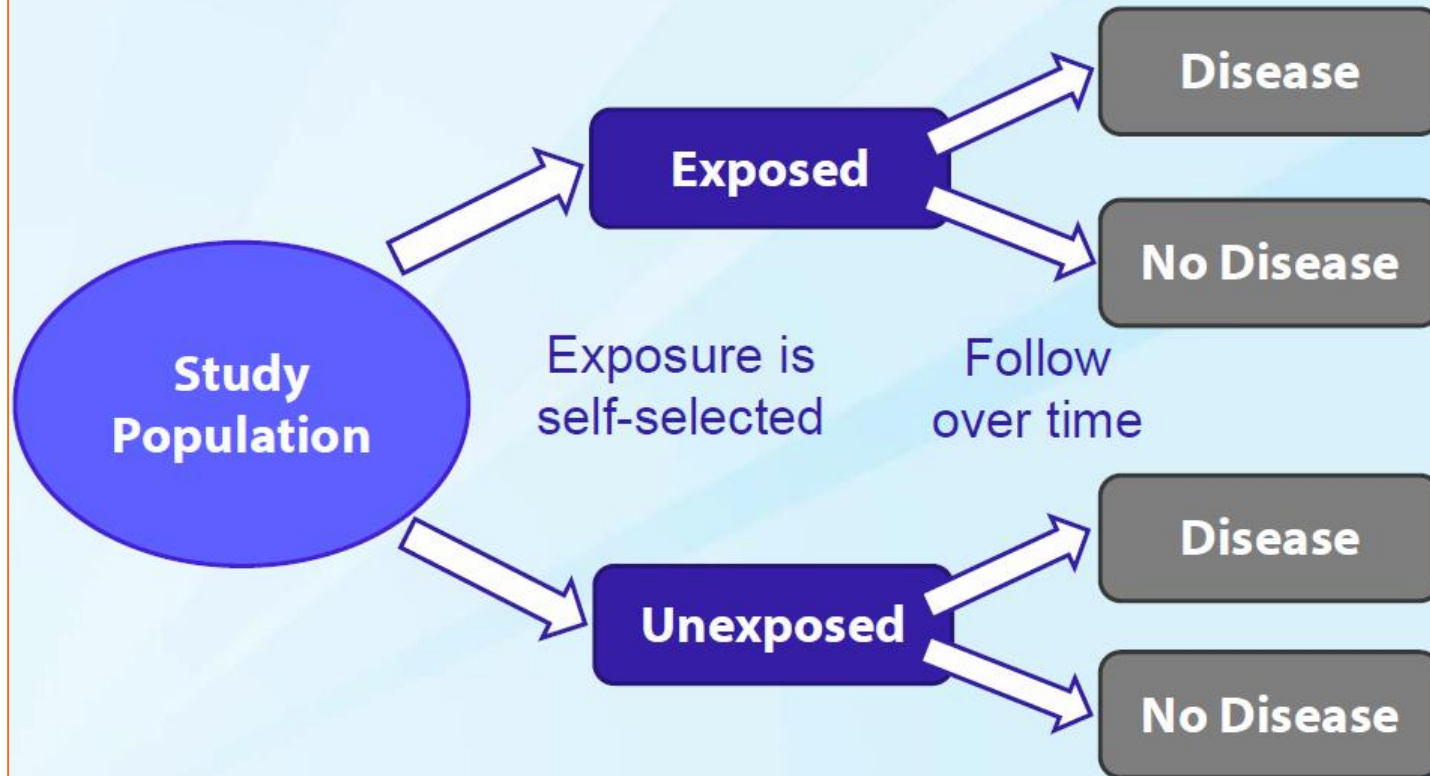 Disease
Exposed
No Disease
Study
Population
Exposure is
self-selected
Follow
over time
Disease
Unexposed
No Disease